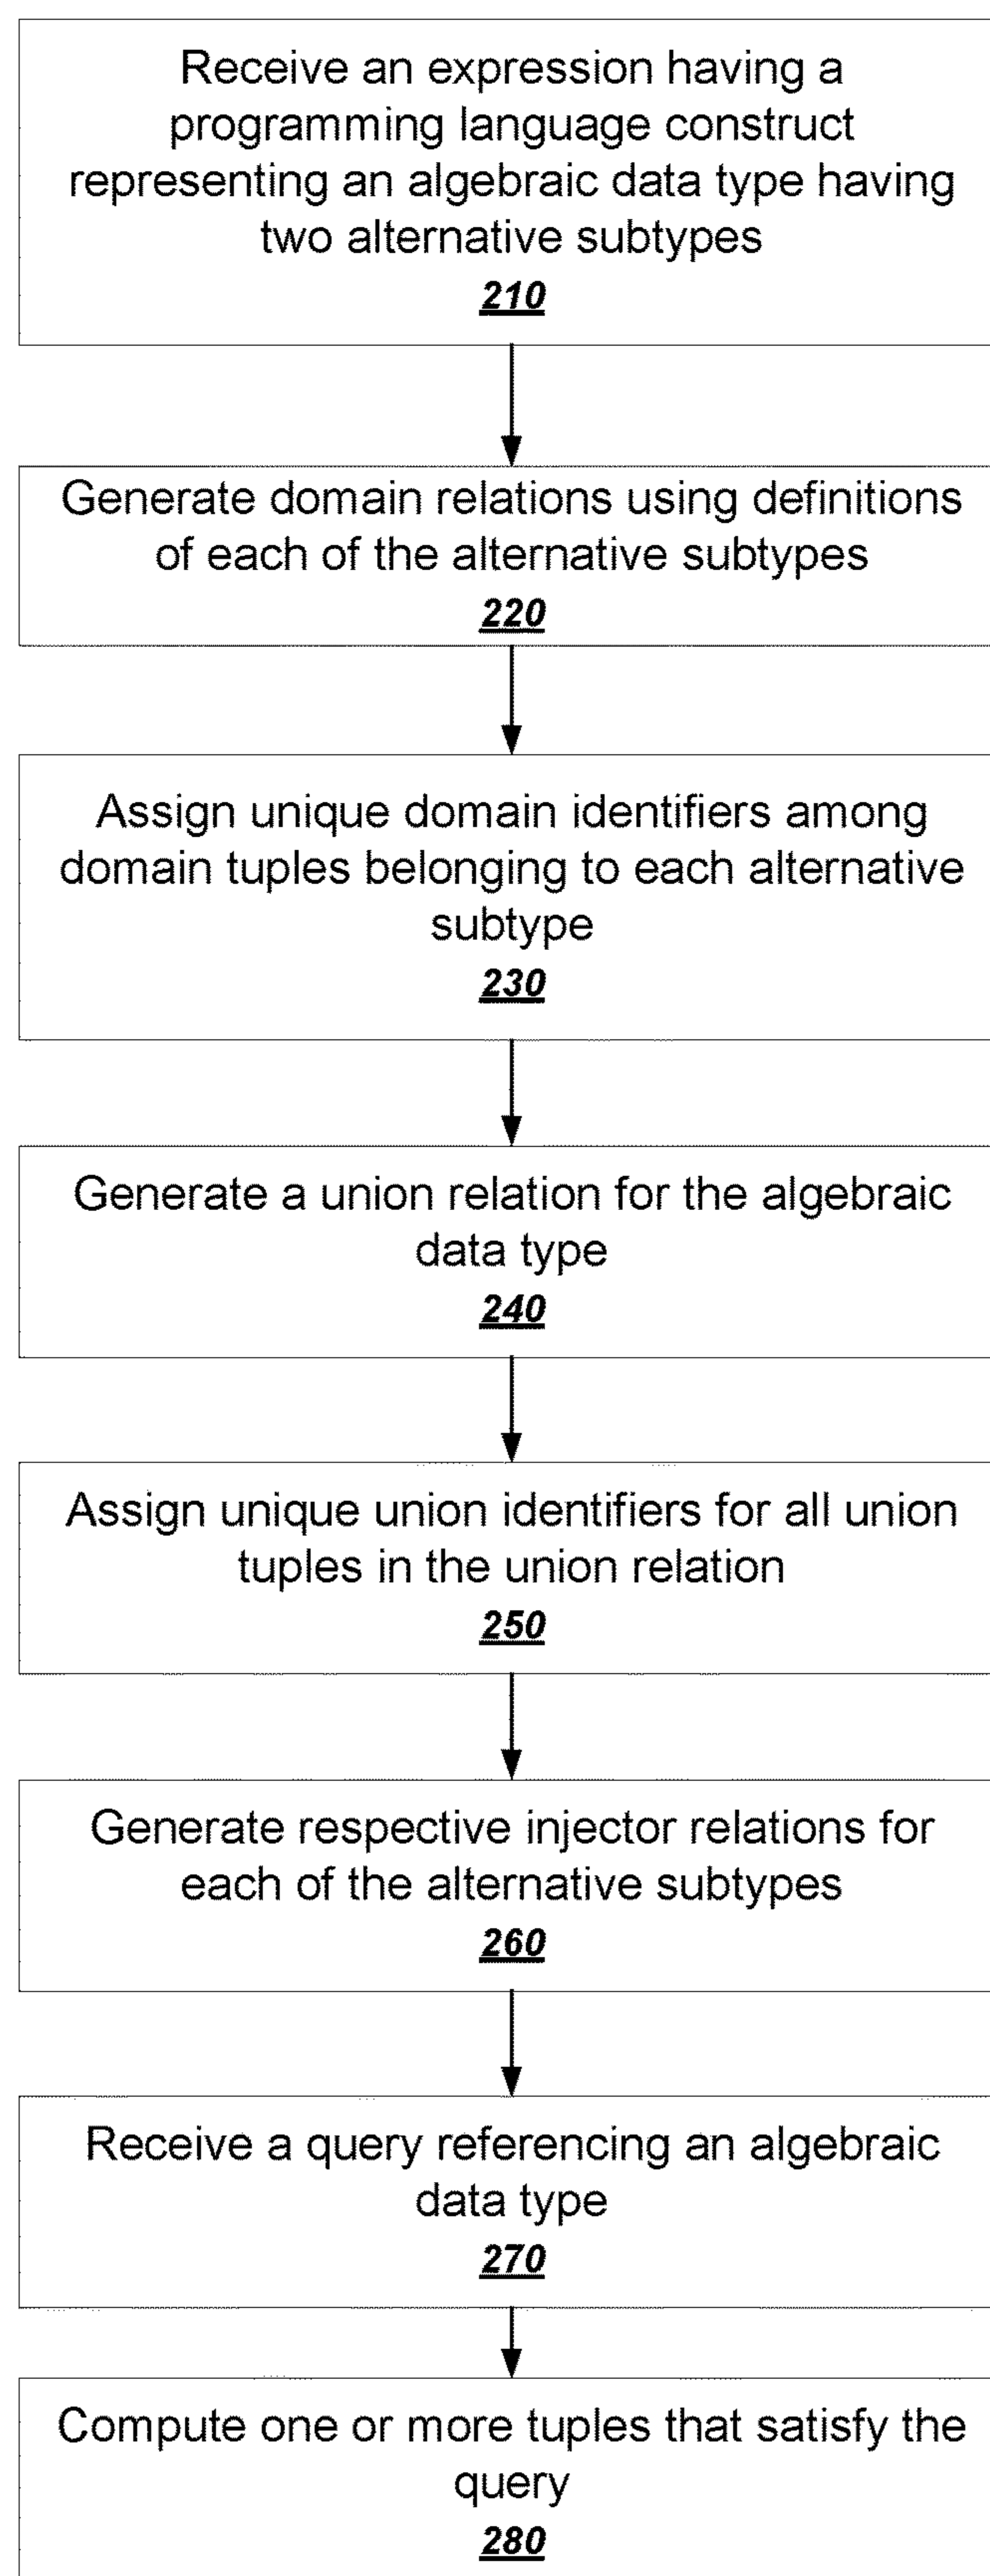 Receive an expression having a
programming language construct
representing an algebraic data type having
two alternative subtypes
210
Generate domain relations using definitions
of each of the alternative subtypes
220
Assign unique domain identifiers among
domain tuples belonging to each alternative
subtype
230
Generate a union relation for the algebraic
data type
240
Assign unique union identifiers for all union
tuples in the union relation
250
Generate respective injector relations for
each of the alternative subtypes
260
Receive a query referencing an algebraic
data type
270
Compute one or more tuples that satisfy the
query
280